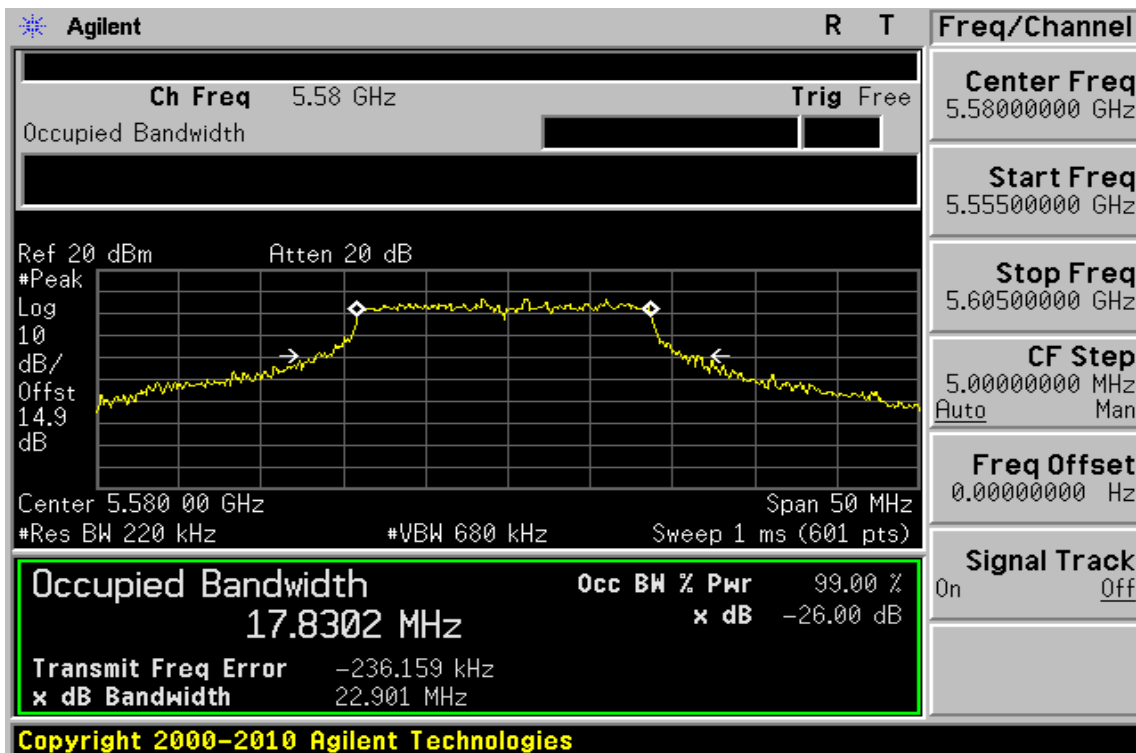 Agilent R T
Freq/Channel
Ch Freq 5.58 GHz Trig Free
Occupied Bandwidth
Center Freq
5.58000000 GHz
Start Freq
5.55500000 GHz
Stop Freq
5.60500000 GHz
CF Step
5.00000000 MHz
Auto Man
Freq Offset
0.00000000 Hz
Signal Track
On Off
Ref 20 dBm Atten 20 dB
#Peak
Log
10
dB/
Offst
14.9
dB
Center 5.580 00 GHz Span 50 MHz
#Res BW 220 kHz #VBW 680 kHz Sweep 1 ms (601 pts)
Occupied Bandwidth
17.8302 MHz
Occ BW % Pwr 99.00 %
x dB -26.00 dB
Transmit Freq Error -236.159 kHz
x dB Bandwidth 22.901 MHz
Copyright 2000-2010 Agilent Technologies